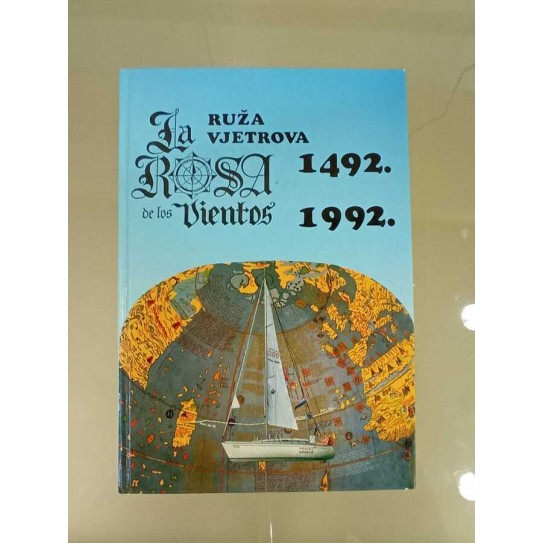 La
RUŽA
VJETROVA
ROSA
de los Vientos
1492.
1992.